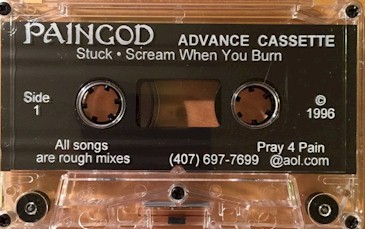 PAINGOD ADVANCE CASSETTE
Stuck • Scream When You Burn
Side
1
©
1996
All songs
are rough mixes
(407) 697-7699
Pray 4 Pain
@aol.com